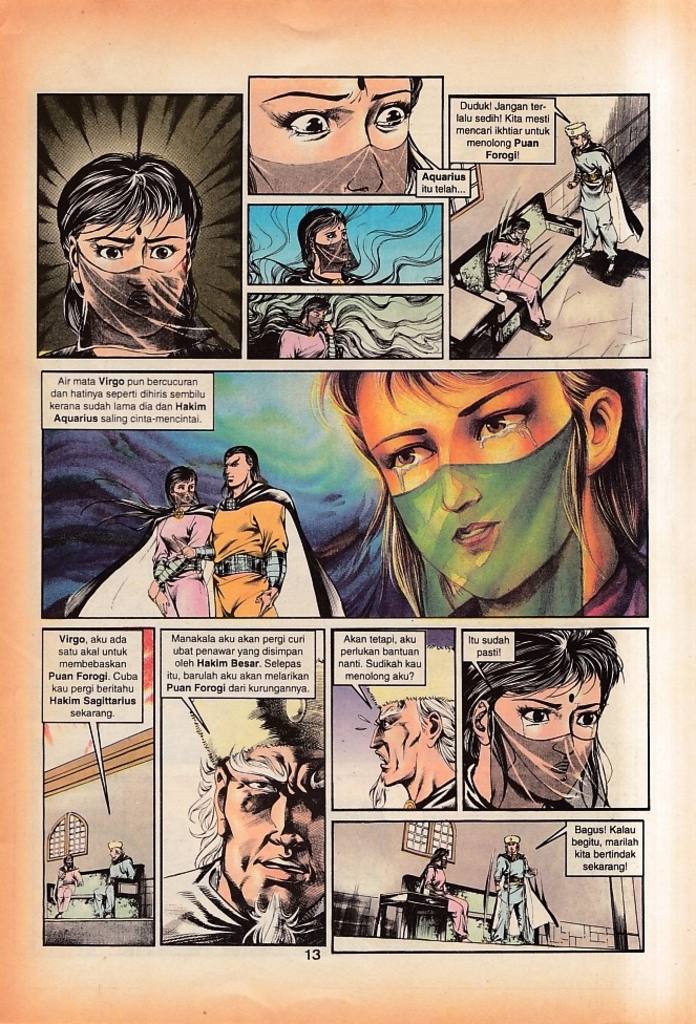 Aquarius
itu telah...
Duduk! Jangan ter-
lalu sedih! Kita mesti
mencari ikhtiar untuk
menolong Puan
Forogi!
Air mata Virgo pun bercucuran
dan hatinya seperti dihiris sembilu
kerana sudah lama dia dan Hakim
Aquarius saling cinta-mencintai.
Virgo, aku ada
satu akal untuk
membebaskan
Puan Forogi. Cuba
kau pergi beritahu
Hakim Sagittarius
sekarang.
Manakala aku akan pergi curi
ubat penawar yang disimpan
oleh Hakim Besar. Selepas
itu, barulah aku akan melarikan
Puan Forogi dari kurungannya.
Akan tetapi, aku
perlukan bantuan
nanti. Sudikah kau
menolong aku?
Itu sudah
pasti!
Bagus! Kalau
begitu, marilah
kita bertindak
sekarang!
13